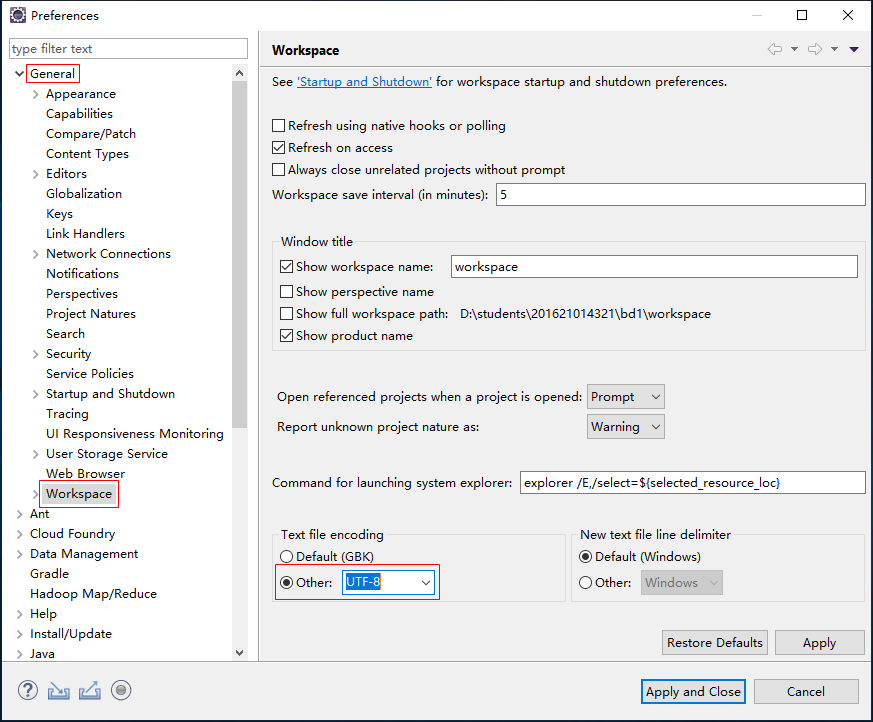 Preferences
type filter text
General
Appearance
Capabilities
Compare/Patch
Content Types
Editors
Globalization
Keys
Link Handlers
Network Connections
Notifications
Perspectives
Project Natures
Search
Security
Service Policies
Startup and Shutdown
Tracing
UI Responsiveness Monitoring
User Storage Service
Web Browser
Workspace
Ant
Cloud Foundry
Data Management
Gradle
Hadoop Map/Reduce
Help
Install/Update
Java
Workspace
See 'Startup and Shutdown' for workspace startup and shutdown preferences.
Refresh using native hooks or polling
Refresh on access
Always close unrelated projects without prompt
Workspace save interval (in minutes): 5
Window title
Show workspace name: workspace
Show perspective name
Show full workspace path: D:\students\201621014321\bd1\workspace
Show product name
Open referenced projects when a project is opened: Prompt
Report unknown project nature as: Warning
Command for launching system explorer: explorer /E,/select=${selected_resource_loc}
Text file encoding
Default (GBK)
Other: UTF-8
New text file line delimiter
Default (Windows)
Other: Windows
Restore Defaults Apply
Apply and Close Cancel